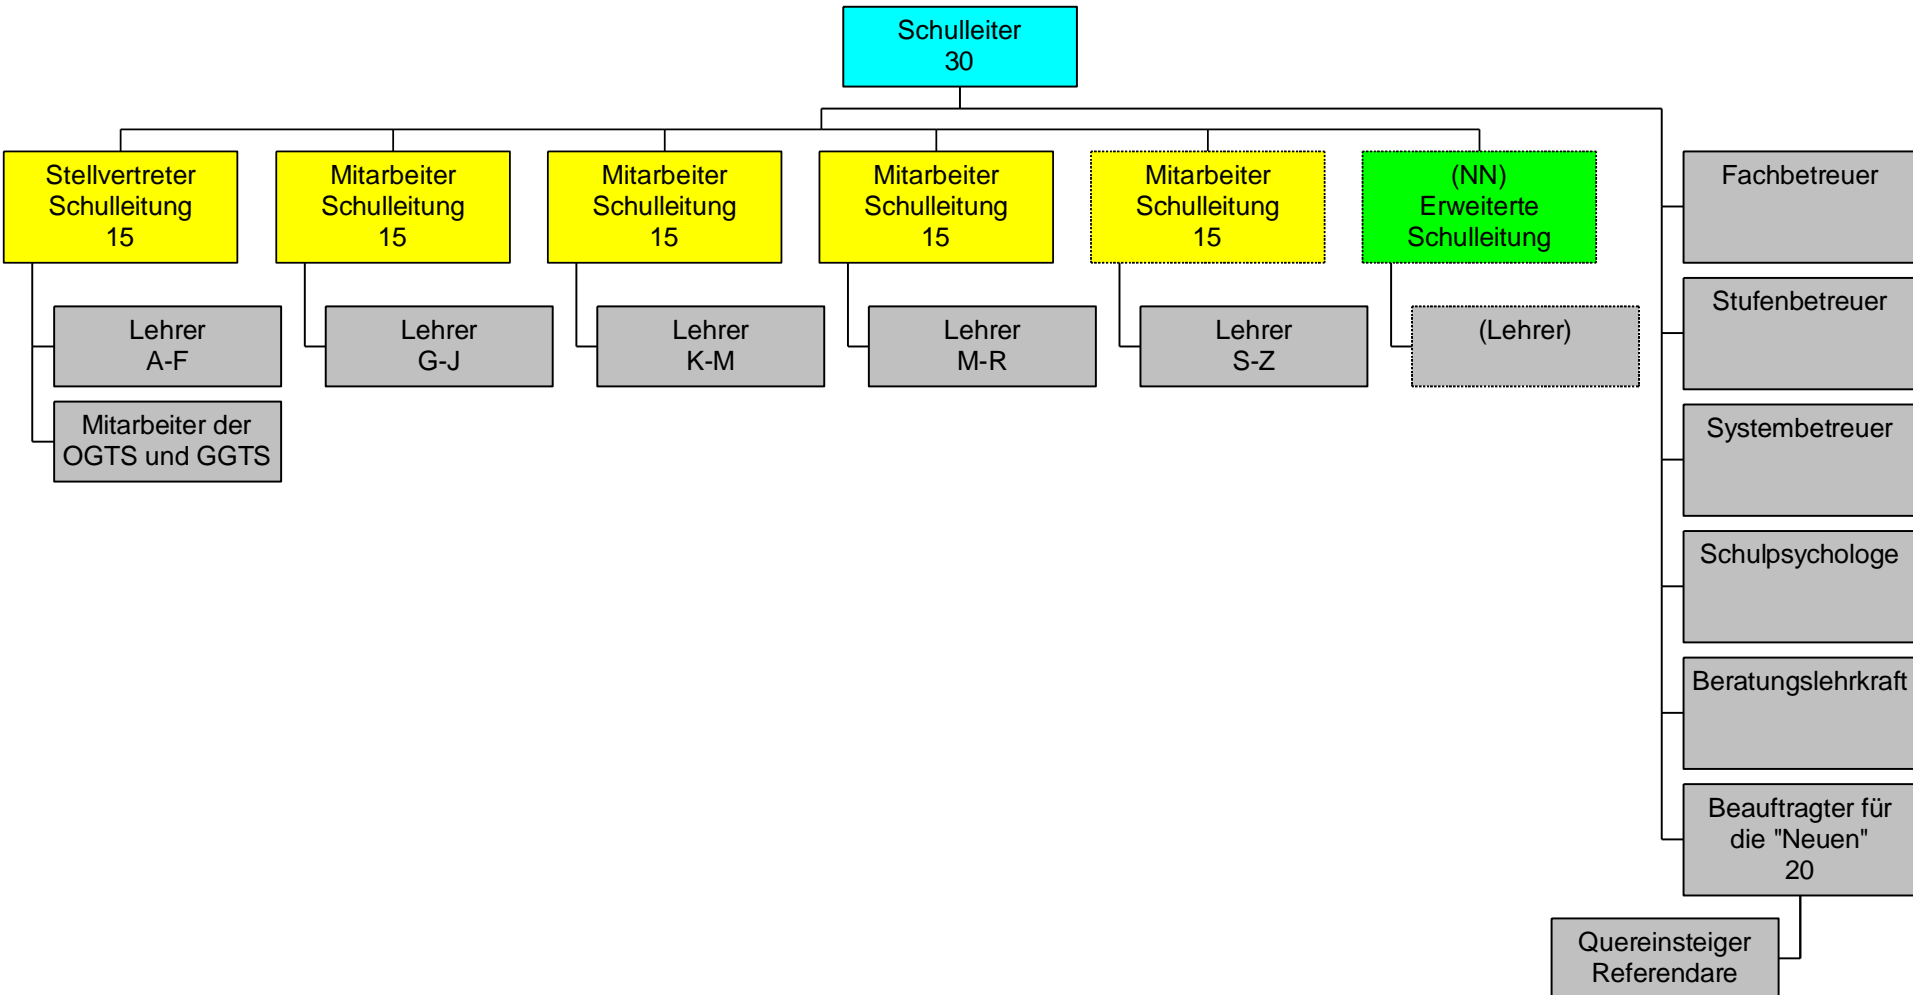 Schulleiter
30
Stellvertreter
Schulleitung
15
Mitarbeiter
Schulleitung
15
Mitarbeiter
Schulleitung
15
Mitarbeiter
Schulleitung
15
Mitarbeiter
Schulleitung
15
(NN)
Erweiterte
Schulleitung
Lehrer
A-F
Mitarbeiter der
OGTS und GGTS
Lehrer
G-J
Lehrer
K-M
Lehrer
M-R
Lehrer
S-Z
(Lehrer)
Fachbetreuer
Stufenbetreuer
Systembetreuer
Schulpsychologe
Beratungslehrkraft
Beauftragter für
die "Neuen"
20
Quereinsteiger
Referendare